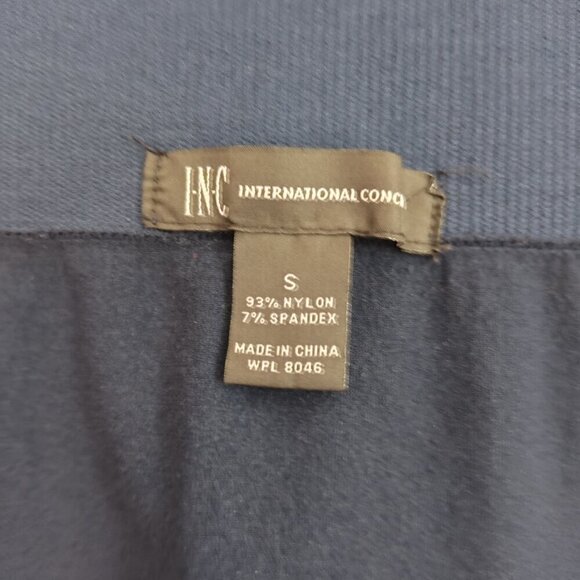 I·N·C INTERNATIONAL CONC
S
93% NYLON
7% SPANDEX
MADE IN CHINA
WPL 8046